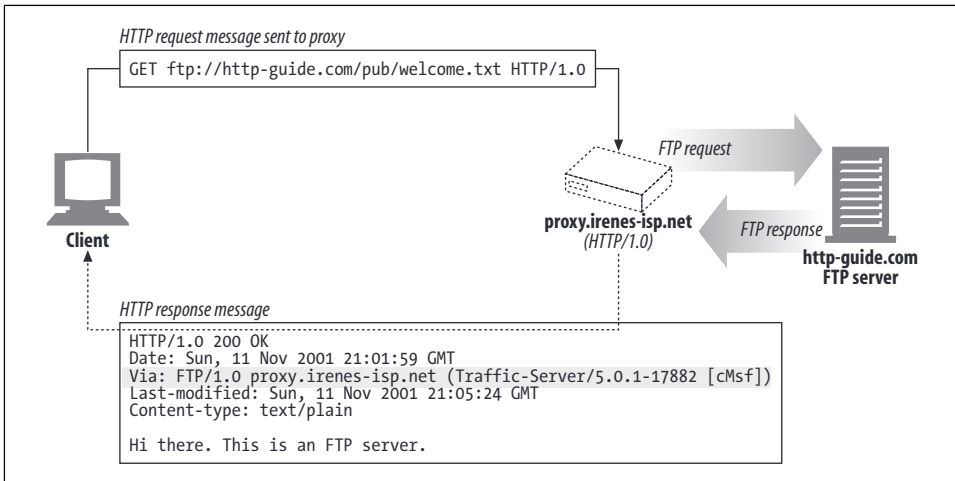 HTTP request message sent to proxy
GET ftp://http-guide.com/pub/welcome.txt HTTP/1.0
FTP request
Client
proxy.irenes-isp.net
(HTTP/1.0)
FTP response
http-guide.com
FTP server
HTTP response message
HTTP/1.0 200 OK
Date: Sun, 11 Nov 2001 21:01:59 GMT
Via: FTP/1.0 proxy.irenes-isp.net (Traffic-Server/5.0.1-17882 [cMsf])
Last-modified: Sun, 11 Nov 2001 21:05:24 GMT
Content-type: text/plain
Hi there. This is an FTP server.